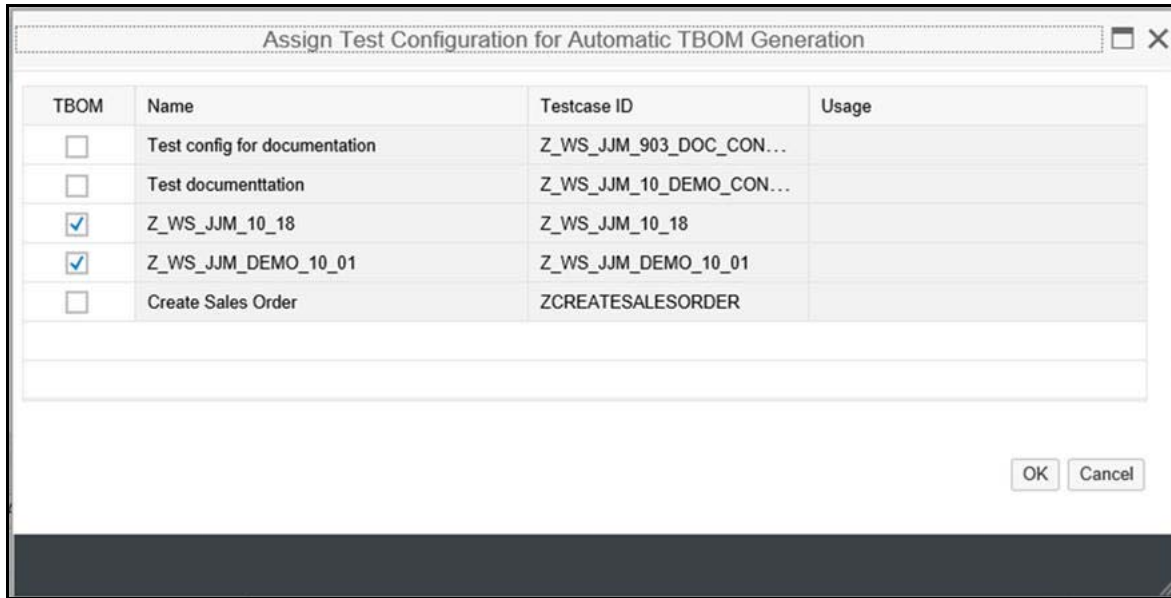 Assign Test Configuration for Automatic TBOM Generation
TBOM Name Testcase ID Usage
Test config for documentation Z_WS_JJM_903_DOC_CON...
Test documenttation Z_WS_JJM_10_DEMO_CON...
Z_WS_JJM_10_18 Z_WS_JJM_10_18
Z_WS_JJM_DEMO_10_01 Z_WS_JJM_DEMO_10_01
Create Sales Order ZCREATESALESORDER
OK Cancel